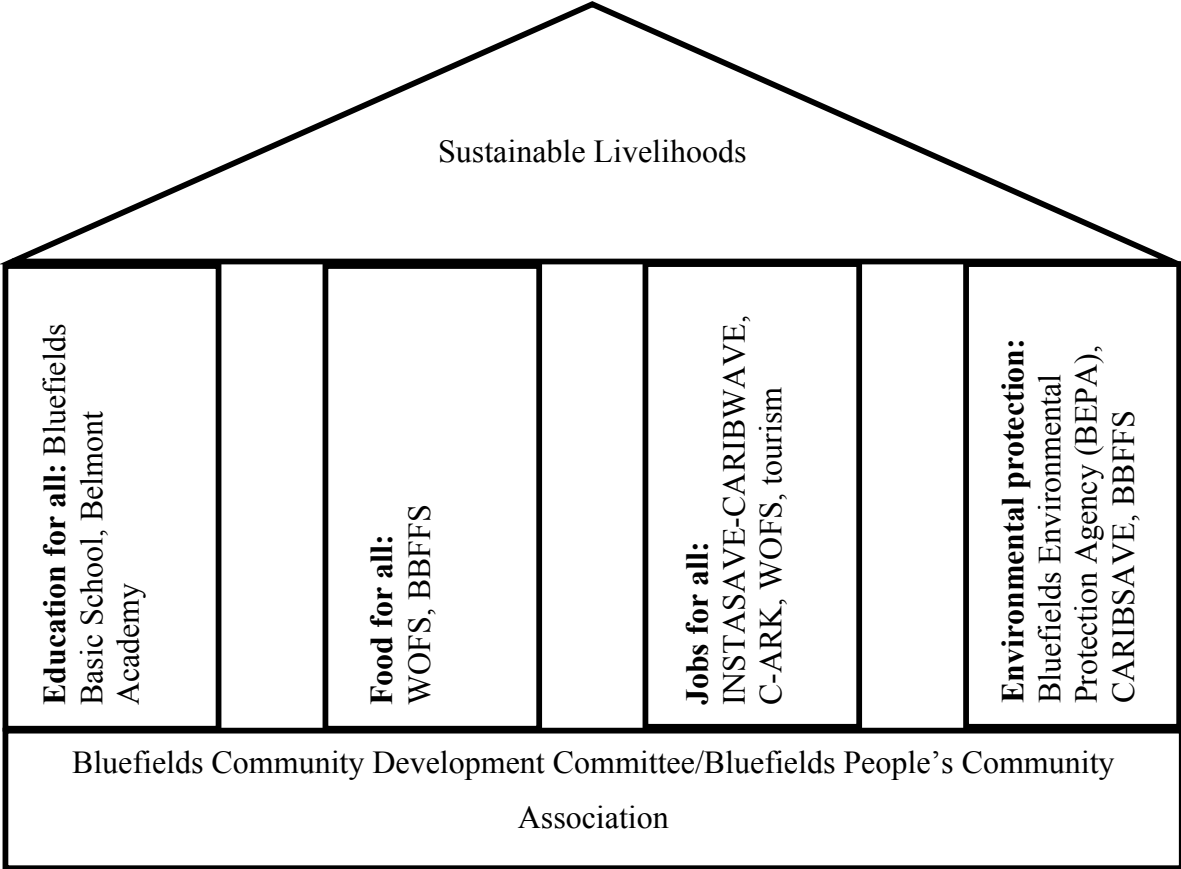 Sustainable Livelihoods
Education for all: Bluefields
Basic School, Belmont
Academy
Food for all:
WOFS, BBFFS
Jobs for all:
INSTASAVE-CARIBWAVE,
C-ARK, WOFS, tourism
Environmental protection:
Bluefields Environmental
Protection Agency (BEPA),
CARIBSAVE, BBFFS
Bluefields Community Development Committee/Bluefields People’s Community
Association